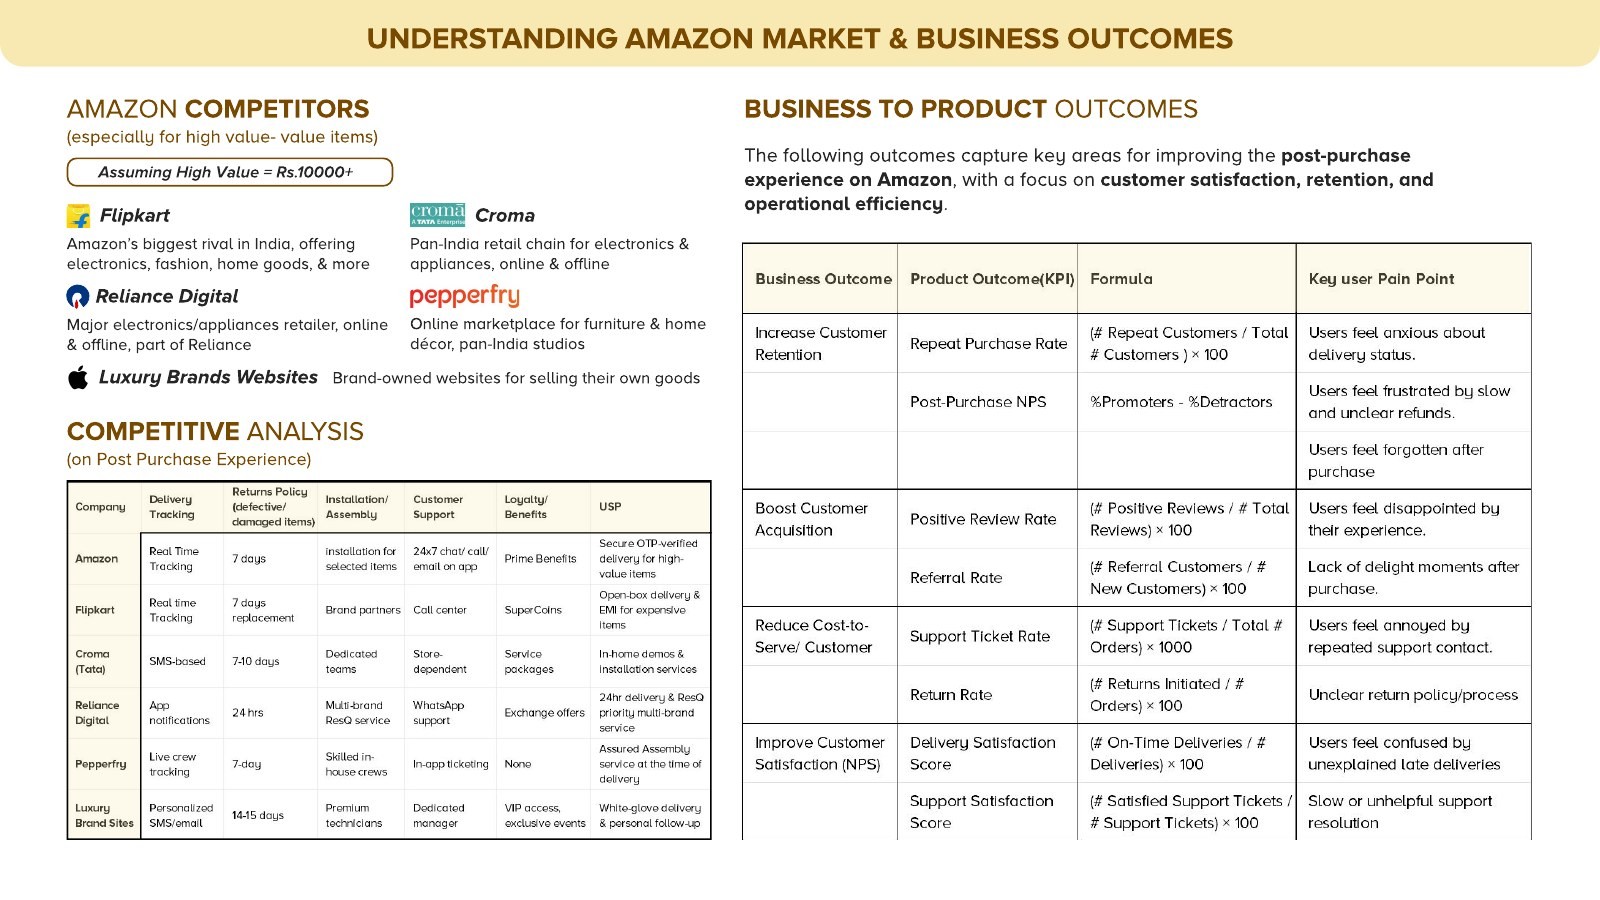 UNDERSTANDING AMAZON MARKET & BUSINESS OUTCOMES
AMAZON COMPETITORS
(especially for high value- value items)
Assuming High Value = Rs.10000+
Flipkart
Amazon's biggest rival in India, offering
electronics, fashion, home goods, & more
cromā
A TATA Enterprise
Croma
Pan-India retail chain for electronics &
appliances, online & offline
Reliance Digital
Major electronics/appliances retailer, online
& offline, part of Reliance
pepperfry
Online marketplace for furniture & home
décor, pan-India studios
Luxury Brands Websites Brand-owned websites for selling their own goods
COMPETITIVE ANALYSIS
(on Post Purchase Experience)
Company
Delivery
Tracking
Returns Policy
(defective/
damaged items)
Installation/
Assembly
Customer
Support
Loyalty/
Benefits
USP
Amazon
Real Time
Tracking
7 days
installation for
selected items
24x7 chat/ call/
email on app
Prime Benefits
Secure OTP-verified
delivery for high-
value items
Flipkart
Real time
Tracking
7 days
replacement
Brand partners
Call center
SuperCoins
Open-box delivery &
EMI for expensive
items
Croma
(Tata)
SMS-based
7-10 days
Dedicated
teams
Store-
dependent
Service
packages
In-home demos &
installation services
Reliance
Digital
App
notifications
24 hrs
Multi-brand
ResQ service
WhatsApp
support
Exchange offers
24hr delivery & ResQ
priority multi-brand
service
Pepperfry
Live crew
tracking
7-day
Skilled in-
house crews
In-app ticketing
None
Assured Assembly
service at the time of
delivery
Luxury
Brand Sites
Personalized
SMS/email
14-15 days
Premium
technicians
Dedicated
manager
VIP access,
exclusive events
White-glove delivery
& personal follow-up
BUSINESS TO PRODUCT OUTCOMES
The following outcomes capture key areas for improving the post-purchase
experience on Amazon, with a focus on customer satisfaction, retention, and
operational efficiency.
Business Outcome
Product Outcome(KPI)
Formula
Key user Pain Point
Increase Customer
Retention
Repeat Purchase Rate
(# Repeat Customers / Total
# Customers ) × 100
Users feel anxious about
delivery status.
Post-Purchase NPS
%Promoters - %Detractors
Users feel frustrated by slow
and unclear refunds.
Users feel forgotten after
purchase
Boost Customer
Acquisition
Positive Review Rate
(# Positive Reviews / # Total
Reviews) × 100
Users feel disappointed by
their experience.
Referral Rate
(# Referral Customers / #
New Customers) × 100
Lack of delight moments after
purchase.
Reduce Cost-to-
Serve/ Customer
Support Ticket Rate
(# Support Tickets / Total #
Orders) × 1000
Users feel annoyed by
repeated support contact.
Return Rate
(# Returns Initiated / #
Orders) × 100
Unclear return policy/process
Improve Customer
Satisfaction (NPS)
Delivery Satisfaction
Score
(# On-Time Deliveries / #
Deliveries) × 100
Users feel confused by
unexplained late deliveries
Support Satisfaction
Score
(# Satisfied Support Tickets /
# Support Tickets) × 100
Slow or unhelpful support
resolution